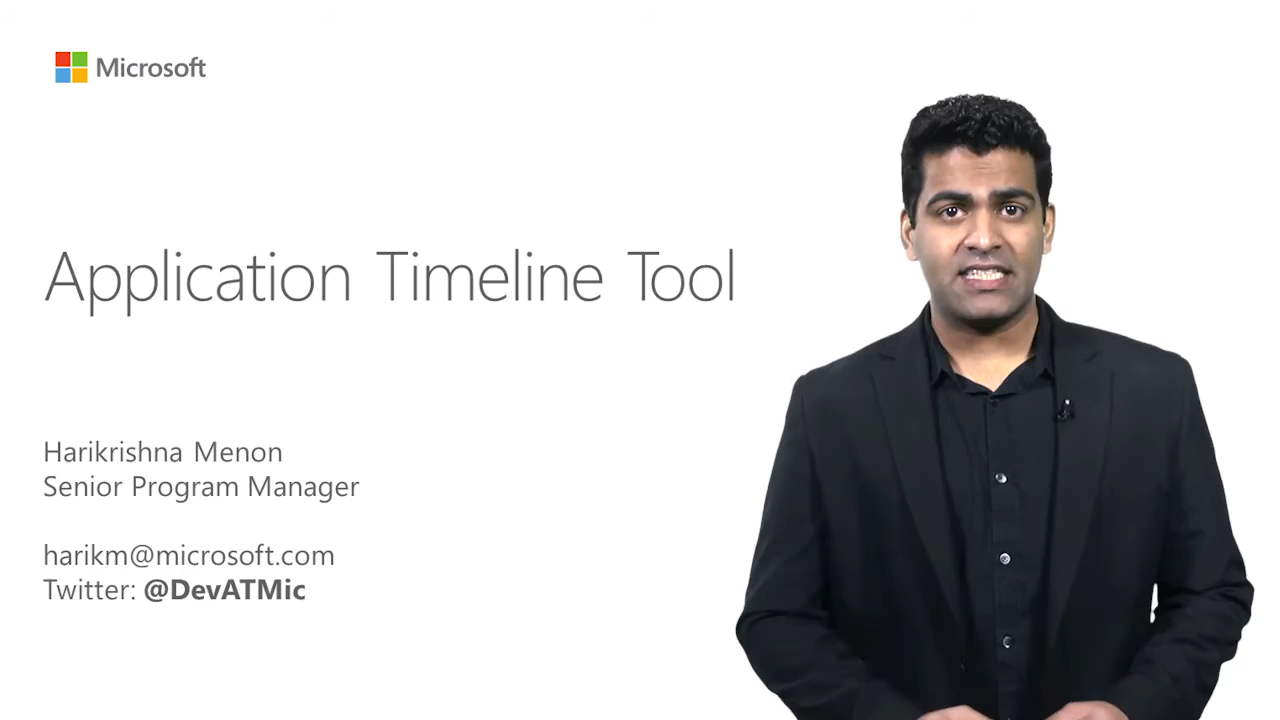 Microsoft
Application Timeline Tool
Harikrishna Menon
Senior Program Manager
harikm@microsoft.com
Twitter: @DevATMic